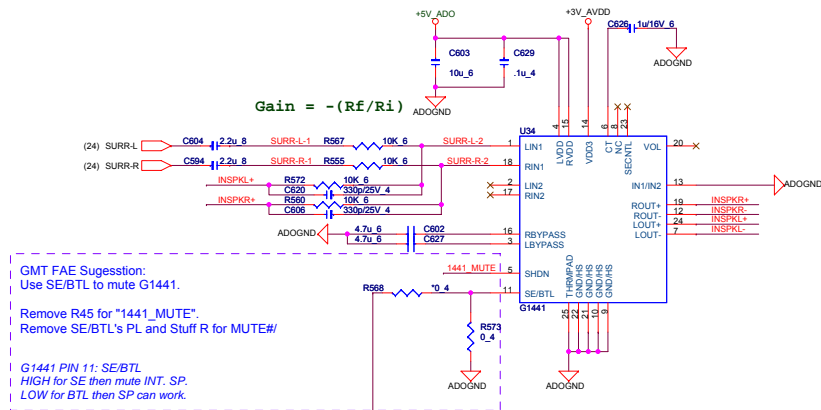 +5V_ADO
+3V_AVDD
C626 1u/16V_6
ADOGND
C603
10u_6
C629
.1u_4
ADOGND
Gain = -(Rf/Ri)
U34
4
15
14
6
8
23
LVDD
RVDD
VDD3
CT
NC
SECNTL
(24) SURR-L
C604 2.2u_8 SURR-L-1 R567 10K_6 SURR-L-2 1 LIN1
VOL 20
(24) SURR-R
C594 2.2u_8 SURR-R-1 R555 10K_6 SURR-R-2 18 RIN1
INSPKL+ R572 10K_6
C620 330p/25V_4
2 LIN2
17 RIN2
IN1/IN2 13 ADOGND
INSPKR+ R560 10K_6
C606 330p/25V_4
ROUT+ 19 INSPKR+
ROUT- 12 INSPKR-
LOUT+ 24 INSPKL+
LOUT- 7 INSPKL-
ADOGND
4.7u_6 C602 16 RBYPASS
4.7u_6 C627 3 LBYPASS
1441_MUTE 5 SHDN
R568 *0_4 11 SE/BTL
G1441
THRMPAD
GND/HS
GND/HS
GND/HS
GND/HS
25
22
21
10
9
R573
0_4
ADOGND
ADOGND
GMT FAE Sugesstion:
Use SE/BTL to mute G1441.
Remove R45 for "1441_MUTE".
Remove SE/BTL's PL and Stuff R for MUTE#/
G1441 PIN 11: SE/BTL
HIGH for SE then mute INT. SP.
LOW for BTL then SP can work.